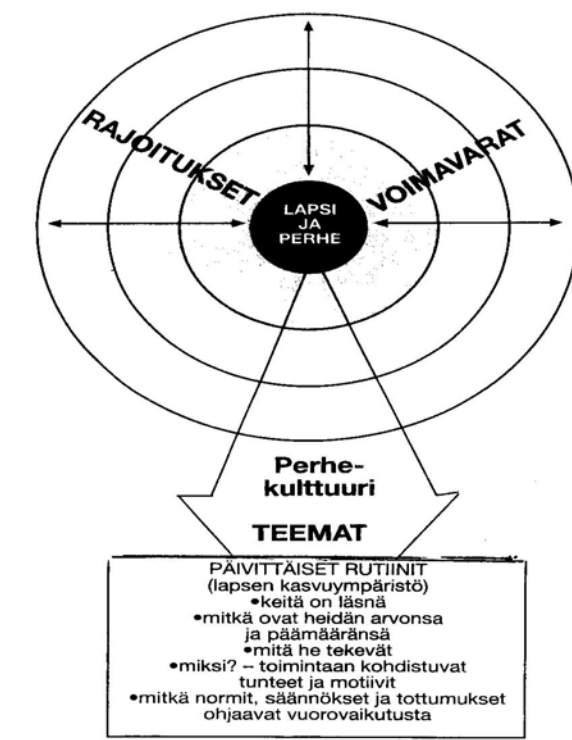 RAJOITUKSET
VOIMAVARAT
LAPSI
JA
PERHE
Perhe-
kulttuuri
TEEMAT
PÄIVITTÄISET RUTIINIT
(lapsen kasvuympäristö)
•keitä on läsnä
•mitkä ovat heidän arvonsa
ja päämääränsä
•mitä he tekevät
•miksi? – toimintaan kohdistuvat
tunteet ja motiivit
•mitkä normit, säännökset ja tottumukset
ohjaavat vuorovaikutusta